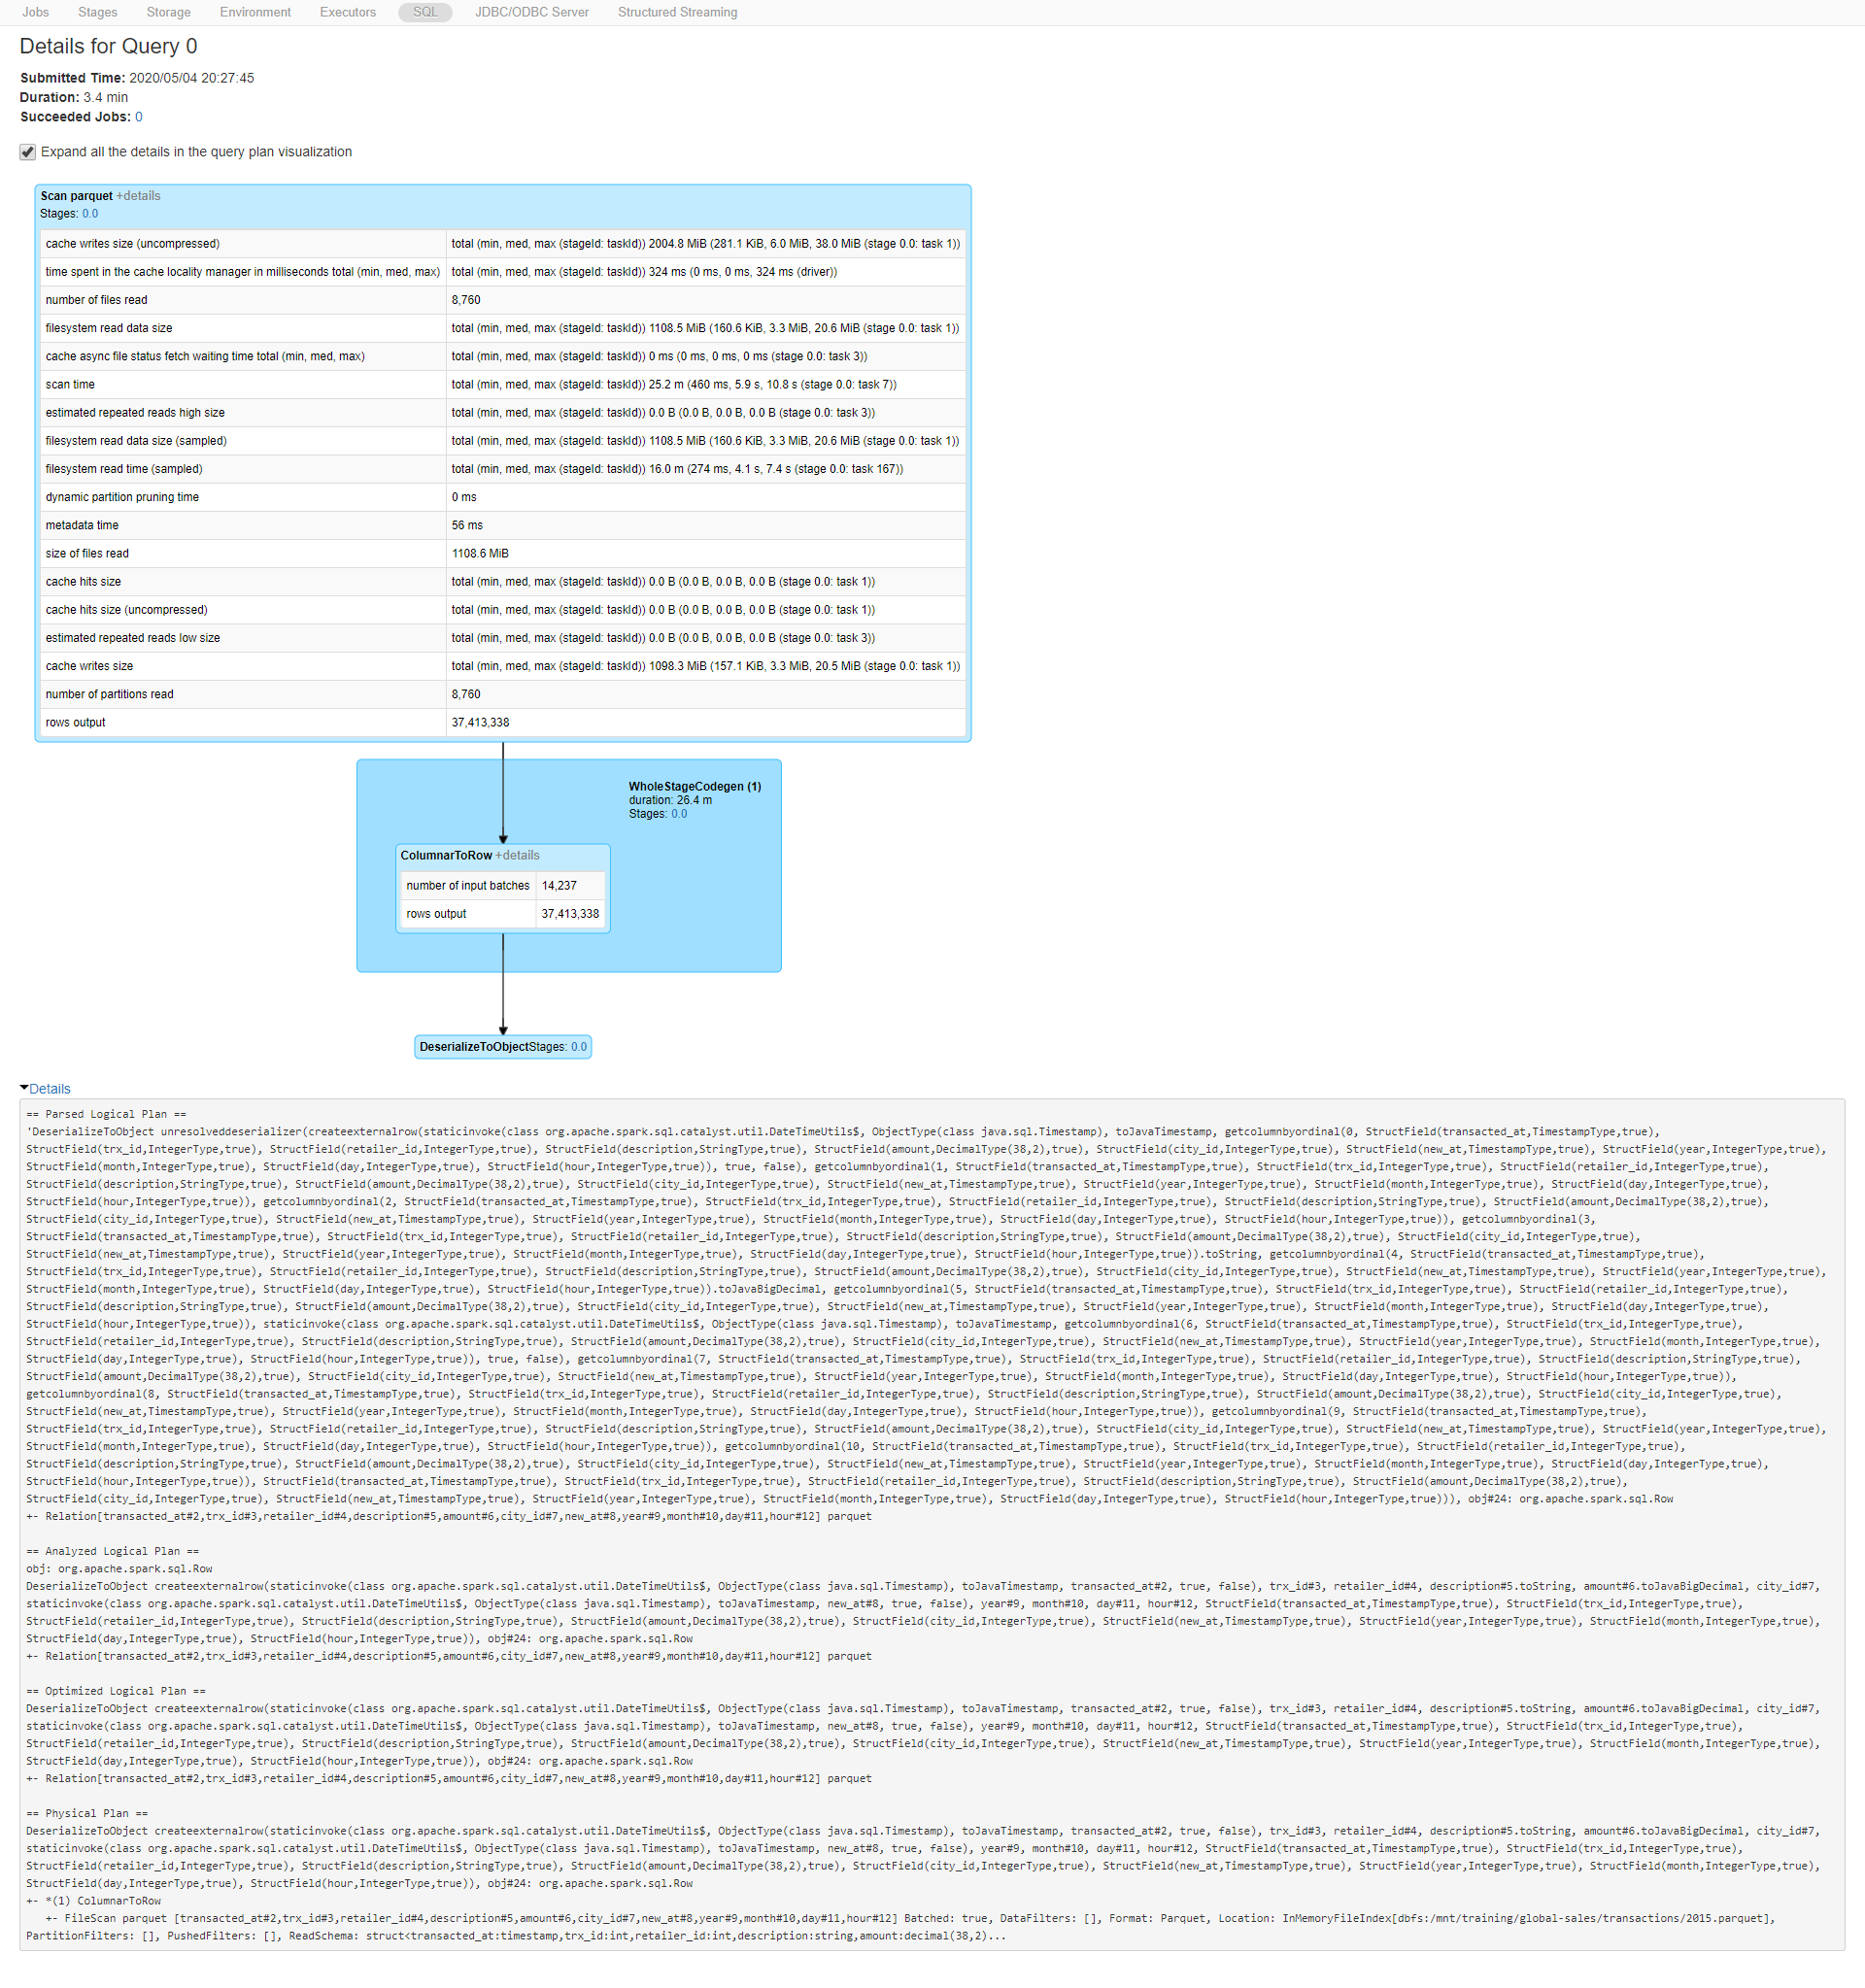 Jobs Stages Storage Environment Executors SQL JDBC/ODBC Server Structured Streaming
Details for Query 0
Submitted Time: 2020/05/04 20:27:45
Duration: 3.4 min
Succeeded Jobs: 0
Expand all the details in the query plan visualization
Scan parquet +details
Stages: 0.0
cache writes size (uncompressed) total (min, med, max (stageId: taskId)) 2004.8 MiB (281.1 KiB, 6.0 MiB, 38.0 MiB (stage 0.0: task 1))
time spent in the cache locality manager in milliseconds total (min, med, max) total (min, med, max (stageId: taskId)) 324 ms (0 ms, 0 ms, 324 ms (driver))
number of files read 8,760
filesystem read data size total (min, med, max (stageId: taskId)) 1108.5 MiB (160.6 KiB, 3.3 MiB, 20.6 MiB (stage 0.0: task 1))
cache async file status fetch waiting time total (min, med, max) total (min, med, max (stageId: taskId)) 0 ms (0 ms, 0 ms, 0 ms (stage 0.0: task 3))
scan time total (min, med, max (stageId: taskId)) 25.2 m (460 ms, 5.9 s, 10.8 s (stage 0.0: task 7))
estimated repeated reads high size total (min, med, max (stageId: taskId)) 0.0 B (0.0 B, 0.0 B, 0.0 B (stage 0.0: task 3))
filesystem read data size (sampled) total (min, med, max (stageId: taskId)) 1108.5 MiB (160.6 KiB, 3.3 MiB, 20.6 MiB (stage 0.0: task 1))
filesystem read time (sampled) total (min, med, max (stageId: taskId)) 16.0 m (274 ms, 4.1 s, 7.4 s (stage 0.0: task 167))
dynamic partition pruning time 0 ms
metadata time 56 ms
size of files read 1108.6 MiB
cache hits size total (min, med, max (stageId: taskId)) 0.0 B (0.0 B, 0.0 B, 0.0 B (stage 0.0: task 1))
cache hits size (uncompressed) total (min, med, max (stageId: taskId)) 0.0 B (0.0 B, 0.0 B, 0.0 B (stage 0.0: task 1))
estimated repeated reads low size total (min, med, max (stageId: taskId)) 0.0 B (0.0 B, 0.0 B, 0.0 B (stage 0.0: task 3))
cache writes size total (min, med, max (stageId: taskId)) 1098.3 MiB (157.1 KiB, 3.3 MiB, 20.5 MiB (stage 0.0: task 1))
number of partitions read 8,760
rows output 37,413,338
WholeStageCodegen (1)
duration: 26.4 m
Stages: 0.0
ColumnarToRow +details
number of input batches 14,237
rows output 37,413,338
DeserializeToObjectStages: 0.0
Details
== Parsed Logical Plan ==
'DeserializeToObject unresolveddeserializer(createexternalrow(staticinvoke(class org.apache.spark.sql.catalyst.util.DateTimeUtils$, ObjectType(class java.sql.Timestamp), toJavaTimestamp, getcolumnbyordinal(0, StructField(transacted_at,TimestampType,true),
StructField(trx_id,IntegerType,true), StructField(retailer_id,IntegerType,true), StructField(description,StringType,true), StructField(amount,DecimalType(38,2),true), StructField(city_id,IntegerType,true), StructField(new_at,TimestampType,true), StructField(year,IntegerType,true),
StructField(month,IntegerType,true), StructField(day,IntegerType,true), StructField(hour,IntegerType,true)), true, false), getcolumnbyordinal(1, StructField(transacted_at,TimestampType,true), StructField(trx_id,IntegerType,true), StructField(retailer_id,IntegerType,true),
StructField(description,StringType,true), StructField(amount,DecimalType(38,2),true), StructField(city_id,IntegerType,true), StructField(new_at,TimestampType,true), StructField(year,IntegerType,true), StructField(month,IntegerType,true), StructField(day,IntegerType,true),
StructField(hour,IntegerType,true)), getcolumnbyordinal(2, StructField(transacted_at,TimestampType,true), StructField(trx_id,IntegerType,true), StructField(retailer_id,IntegerType,true), StructField(description,StringType,true), StructField(amount,DecimalType(38,2),true),
StructField(city_id,IntegerType,true), StructField(new_at,TimestampType,true), StructField(year,IntegerType,true), StructField(month,IntegerType,true), StructField(day,IntegerType,true), StructField(hour,IntegerType,true)), getcolumnbyordinal(3,
StructField(transacted_at,TimestampType,true), StructField(trx_id,IntegerType,true), StructField(retailer_id,IntegerType,true), StructField(description,StringType,true), StructField(amount,DecimalType(38,2),true), StructField(city_id,IntegerType,true),
StructField(new_at,TimestampType,true), StructField(year,IntegerType,true), StructField(month,IntegerType,true), StructField(day,IntegerType,true), StructField(hour,IntegerType,true)).toString, getcolumnbyordinal(4, StructField(transacted_at,TimestampType,true),
StructField(trx_id,IntegerType,true), StructField(retailer_id,IntegerType,true), StructField(description,StringType,true), StructField(amount,DecimalType(38,2),true), StructField(city_id,IntegerType,true), StructField(new_at,TimestampType,true), StructField(year,IntegerType,true),
StructField(month,IntegerType,true), StructField(day,IntegerType,true), StructField(hour,IntegerType,true)).toJavaBigDecimal, getcolumnbyordinal(5, StructField(transacted_at,TimestampType,true), StructField(trx_id,IntegerType,true), StructField(retailer_id,IntegerType,true),
StructField(description,StringType,true), StructField(amount,DecimalType(38,2),true), StructField(city_id,IntegerType,true), StructField(new_at,TimestampType,true), StructField(year,IntegerType,true), StructField(month,IntegerType,true), StructField(day,IntegerType,true),
StructField(hour,IntegerType,true)), staticinvoke(class org.apache.spark.sql.catalyst.util.DateTimeUtils$, ObjectType(class java.sql.Timestamp), toJavaTimestamp, getcolumnbyordinal(6, StructField(transacted_at,TimestampType,true), StructField(trx_id,IntegerType,true),
StructField(retailer_id,IntegerType,true), StructField(description,StringType,true), StructField(amount,DecimalType(38,2),true), StructField(city_id,IntegerType,true), StructField(new_at,TimestampType,true), StructField(year,IntegerType,true), StructField(month,IntegerType,true),
StructField(day,IntegerType,true), StructField(hour,IntegerType,true)), true, false), getcolumnbyordinal(7, StructField(transacted_at,TimestampType,true), StructField(trx_id,IntegerType,true), StructField(retailer_id,IntegerType,true), StructField(description,StringType,true),
StructField(amount,DecimalType(38,2),true), StructField(city_id,IntegerType,true), StructField(new_at,TimestampType,true), StructField(year,IntegerType,true), StructField(month,IntegerType,true), StructField(day,IntegerType,true), StructField(hour,IntegerType,true)),
getcolumnbyordinal(8, StructField(transacted_at,TimestampType,true), StructField(trx_id,IntegerType,true), StructField(retailer_id,IntegerType,true), StructField(description,StringType,true), StructField(amount,DecimalType(38,2),true), StructField(city_id,IntegerType,true),
StructField(new_at,TimestampType,true), StructField(year,IntegerType,true), StructField(month,IntegerType,true), StructField(day,IntegerType,true), StructField(hour,IntegerType,true)), getcolumnbyordinal(9, StructField(transacted_at,TimestampType,true),
StructField(trx_id,IntegerType,true), StructField(retailer_id,IntegerType,true), StructField(description,StringType,true), StructField(amount,DecimalType(38,2),true), StructField(city_id,IntegerType,true), StructField(new_at,TimestampType,true), StructField(year,IntegerType,true),
StructField(month,IntegerType,true), StructField(day,IntegerType,true), StructField(hour,IntegerType,true)), getcolumnbyordinal(10, StructField(transacted_at,TimestampType,true), StructField(trx_id,IntegerType,true), StructField(retailer_id,IntegerType,true),
StructField(description,StringType,true), StructField(amount,DecimalType(38,2),true), StructField(city_id,IntegerType,true), StructField(new_at,TimestampType,true), StructField(year,IntegerType,true), StructField(month,IntegerType,true), StructField(day,IntegerType,true),
StructField(hour,IntegerType,true)), StructField(transacted_at,TimestampType,true), StructField(trx_id,IntegerType,true), StructField(retailer_id,IntegerType,true), StructField(description,StringType,true), StructField(amount,DecimalType(38,2),true),
StructField(city_id,IntegerType,true), StructField(new_at,TimestampType,true), StructField(year,IntegerType,true), StructField(month,IntegerType,true), StructField(day,IntegerType,true), StructField(hour,IntegerType,true))), obj#24: org.apache.spark.sql.Row
+- Relation[transacted_at#2,trx_id#3,retailer_id#4,description#5,amount#6,city_id#7,new_at#8,year#9,month#10,day#11,hour#12] parquet
== Analyzed Logical Plan ==
obj: org.apache.spark.sql.Row
DeserializeToObject createexternalrow(staticinvoke(class org.apache.spark.sql.catalyst.util.DateTimeUtils$, ObjectType(class java.sql.Timestamp), toJavaTimestamp, transacted_at#2, true, false), trx_id#3, retailer_id#4, description#5.toString, amount#6.toJavaBigDecimal, city_id#7,
staticinvoke(class org.apache.spark.sql.catalyst.util.DateTimeUtils$, ObjectType(class java.sql.Timestamp), toJavaTimestamp, new_at#8, true, false), year#9, month#10, day#11, hour#12, StructField(transacted_at,TimestampType,true), StructField(trx_id,IntegerType,true),
StructField(retailer_id,IntegerType,true), StructField(description,StringType,true), StructField(amount,DecimalType(38,2),true), StructField(city_id,IntegerType,true), StructField(new_at,TimestampType,true), StructField(year,IntegerType,true), StructField(month,IntegerType,true),
StructField(day,IntegerType,true), StructField(hour,IntegerType,true)), obj#24: org.apache.spark.sql.Row
+- Relation[transacted_at#2,trx_id#3,retailer_id#4,description#5,amount#6,city_id#7,new_at#8,year#9,month#10,day#11,hour#12] parquet
== Optimized Logical Plan ==
DeserializeToObject createexternalrow(staticinvoke(class org.apache.spark.sql.catalyst.util.DateTimeUtils$, ObjectType(class java.sql.Timestamp), toJavaTimestamp, transacted_at#2, true, false), trx_id#3, retailer_id#4, description#5.toString, amount#6.toJavaBigDecimal, city_id#7,
staticinvoke(class org.apache.spark.sql.catalyst.util.DateTimeUtils$, ObjectType(class java.sql.Timestamp), toJavaTimestamp, new_at#8, true, false), year#9, month#10, day#11, hour#12, StructField(transacted_at,TimestampType,true), StructField(trx_id,IntegerType,true),
StructField(retailer_id,IntegerType,true), StructField(description,StringType,true), StructField(amount,DecimalType(38,2),true), StructField(city_id,IntegerType,true), StructField(new_at,TimestampType,true), StructField(year,IntegerType,true), StructField(month,IntegerType,true),
StructField(day,IntegerType,true), StructField(hour,IntegerType,true)), obj#24: org.apache.spark.sql.Row
+- Relation[transacted_at#2,trx_id#3,retailer_id#4,description#5,amount#6,city_id#7,new_at#8,year#9,month#10,day#11,hour#12] parquet
== Physical Plan ==
DeserializeToObject createexternalrow(staticinvoke(class org.apache.spark.sql.catalyst.util.DateTimeUtils$, ObjectType(class java.sql.Timestamp), toJavaTimestamp, transacted_at#2, true, false), trx_id#3, retailer_id#4, description#5.toString, amount#6.toJavaBigDecimal, city_id#7,
staticinvoke(class org.apache.spark.sql.catalyst.util.DateTimeUtils$, ObjectType(class java.sql.Timestamp), toJavaTimestamp, new_at#8, true, false), year#9, month#10, day#11, hour#12, StructField(transacted_at,TimestampType,true), StructField(trx_id,IntegerType,true),
StructField(retailer_id,IntegerType,true), StructField(description,StringType,true), StructField(amount,DecimalType(38,2),true), StructField(city_id,IntegerType,true), StructField(new_at,TimestampType,true), StructField(year,IntegerType,true), StructField(month,IntegerType,true),
StructField(day,IntegerType,true), StructField(hour,IntegerType,true)), obj#24: org.apache.spark.sql.Row
+- *(1) ColumnarToRow
+- FileScan parquet [transacted_at#2,trx_id#3,retailer_id#4,description#5,amount#6,city_id#7,new_at#8,year#9,month#10,day#11,hour#12] Batched: true, DataFilters: [], Format: Parquet, Location: InMemoryFileIndex[dbfs:/mnt/training/global-sales/transactions/2015.parquet],
PartitionFilters: [], PushedFilters: [], ReadSchema: struct<transacted_at:timestamp,trx_id:int,retailer_id:int,description:string,amount:decimal(38,2)...